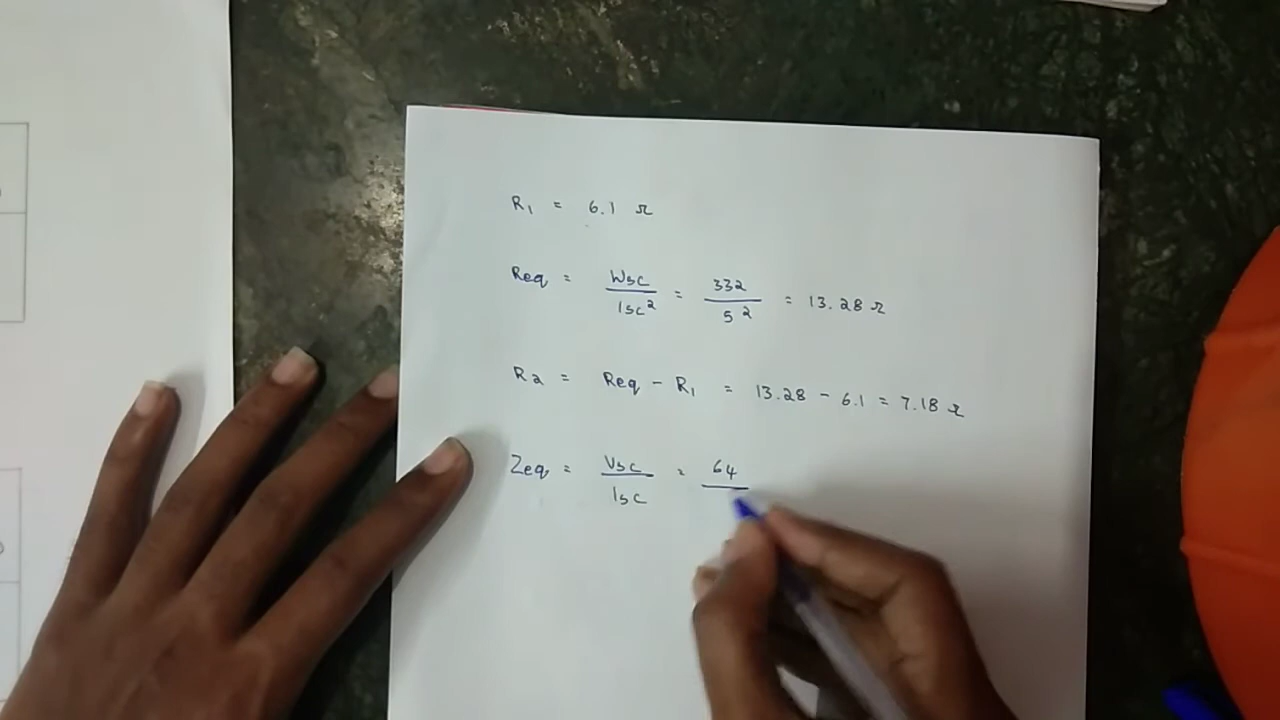 R1 = 6.1 Ω
Req = Wsc / Isc² = 332 / 5² = 13.28 Ω
R2 = Req - R1 = 13.28 - 6.1 = 7.18 Ω
Zeq = Vsc / Isc = 64